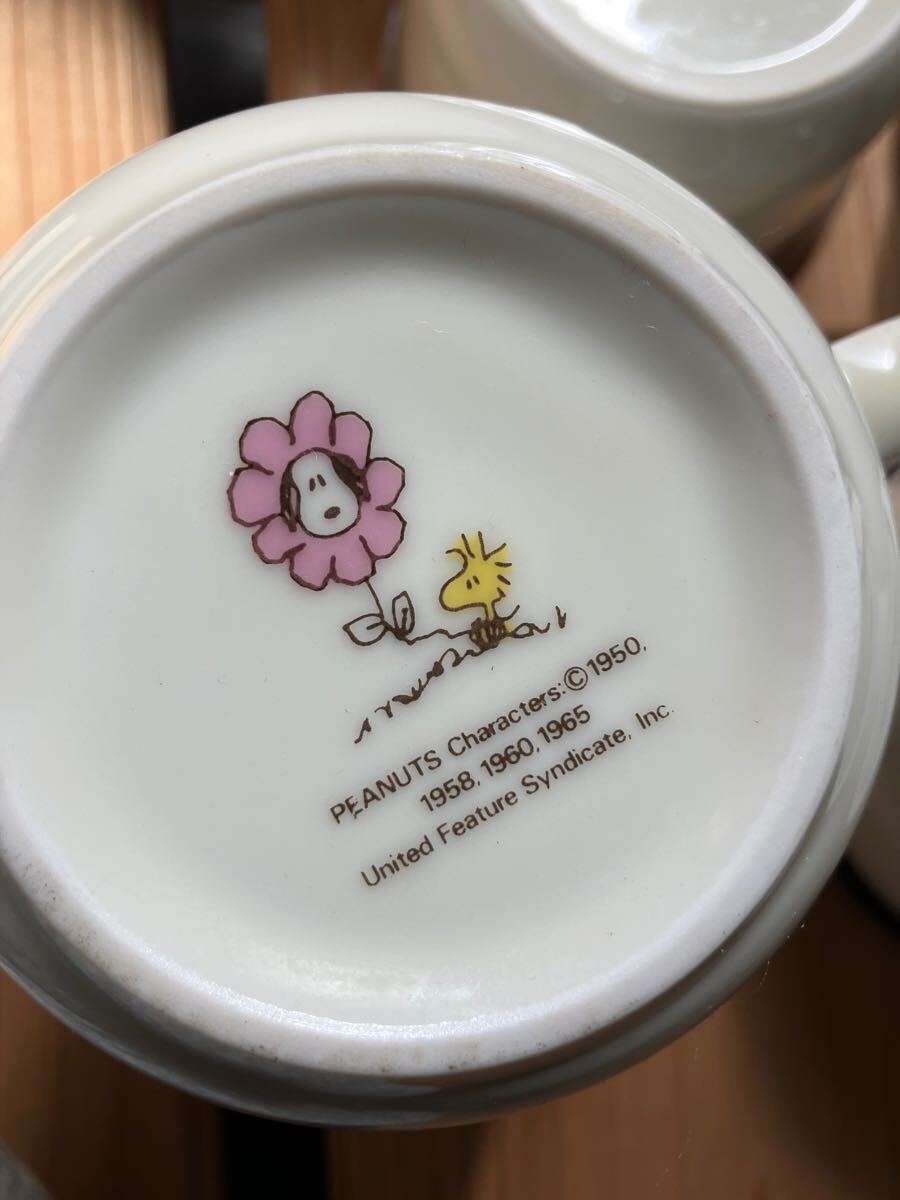 PEANUTS Characters: © 1950,
1958, 1960, 1965
United Feature Syndicate, Inc.